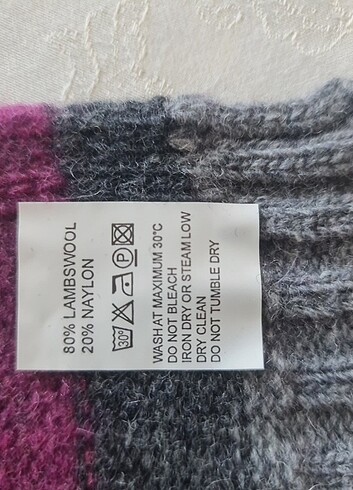 80% LAMBSWOOL
20% NAYLON
30°
P
WASH AT MAXIMUM 30°C
DO NOT BLEACH
IRON DRY OR STEAM LOW
DRY CLEAN
DO NOT TUMBLE DRY